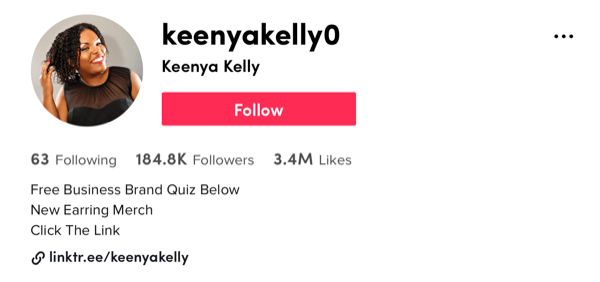 keenyakelly0
Keenya Kelly
Follow
63 Following 184.8K Followers 3.4M Likes
Free Business Brand Quiz Below
New Earring Merch
Click The Link
linktr.ee/keenyakelly